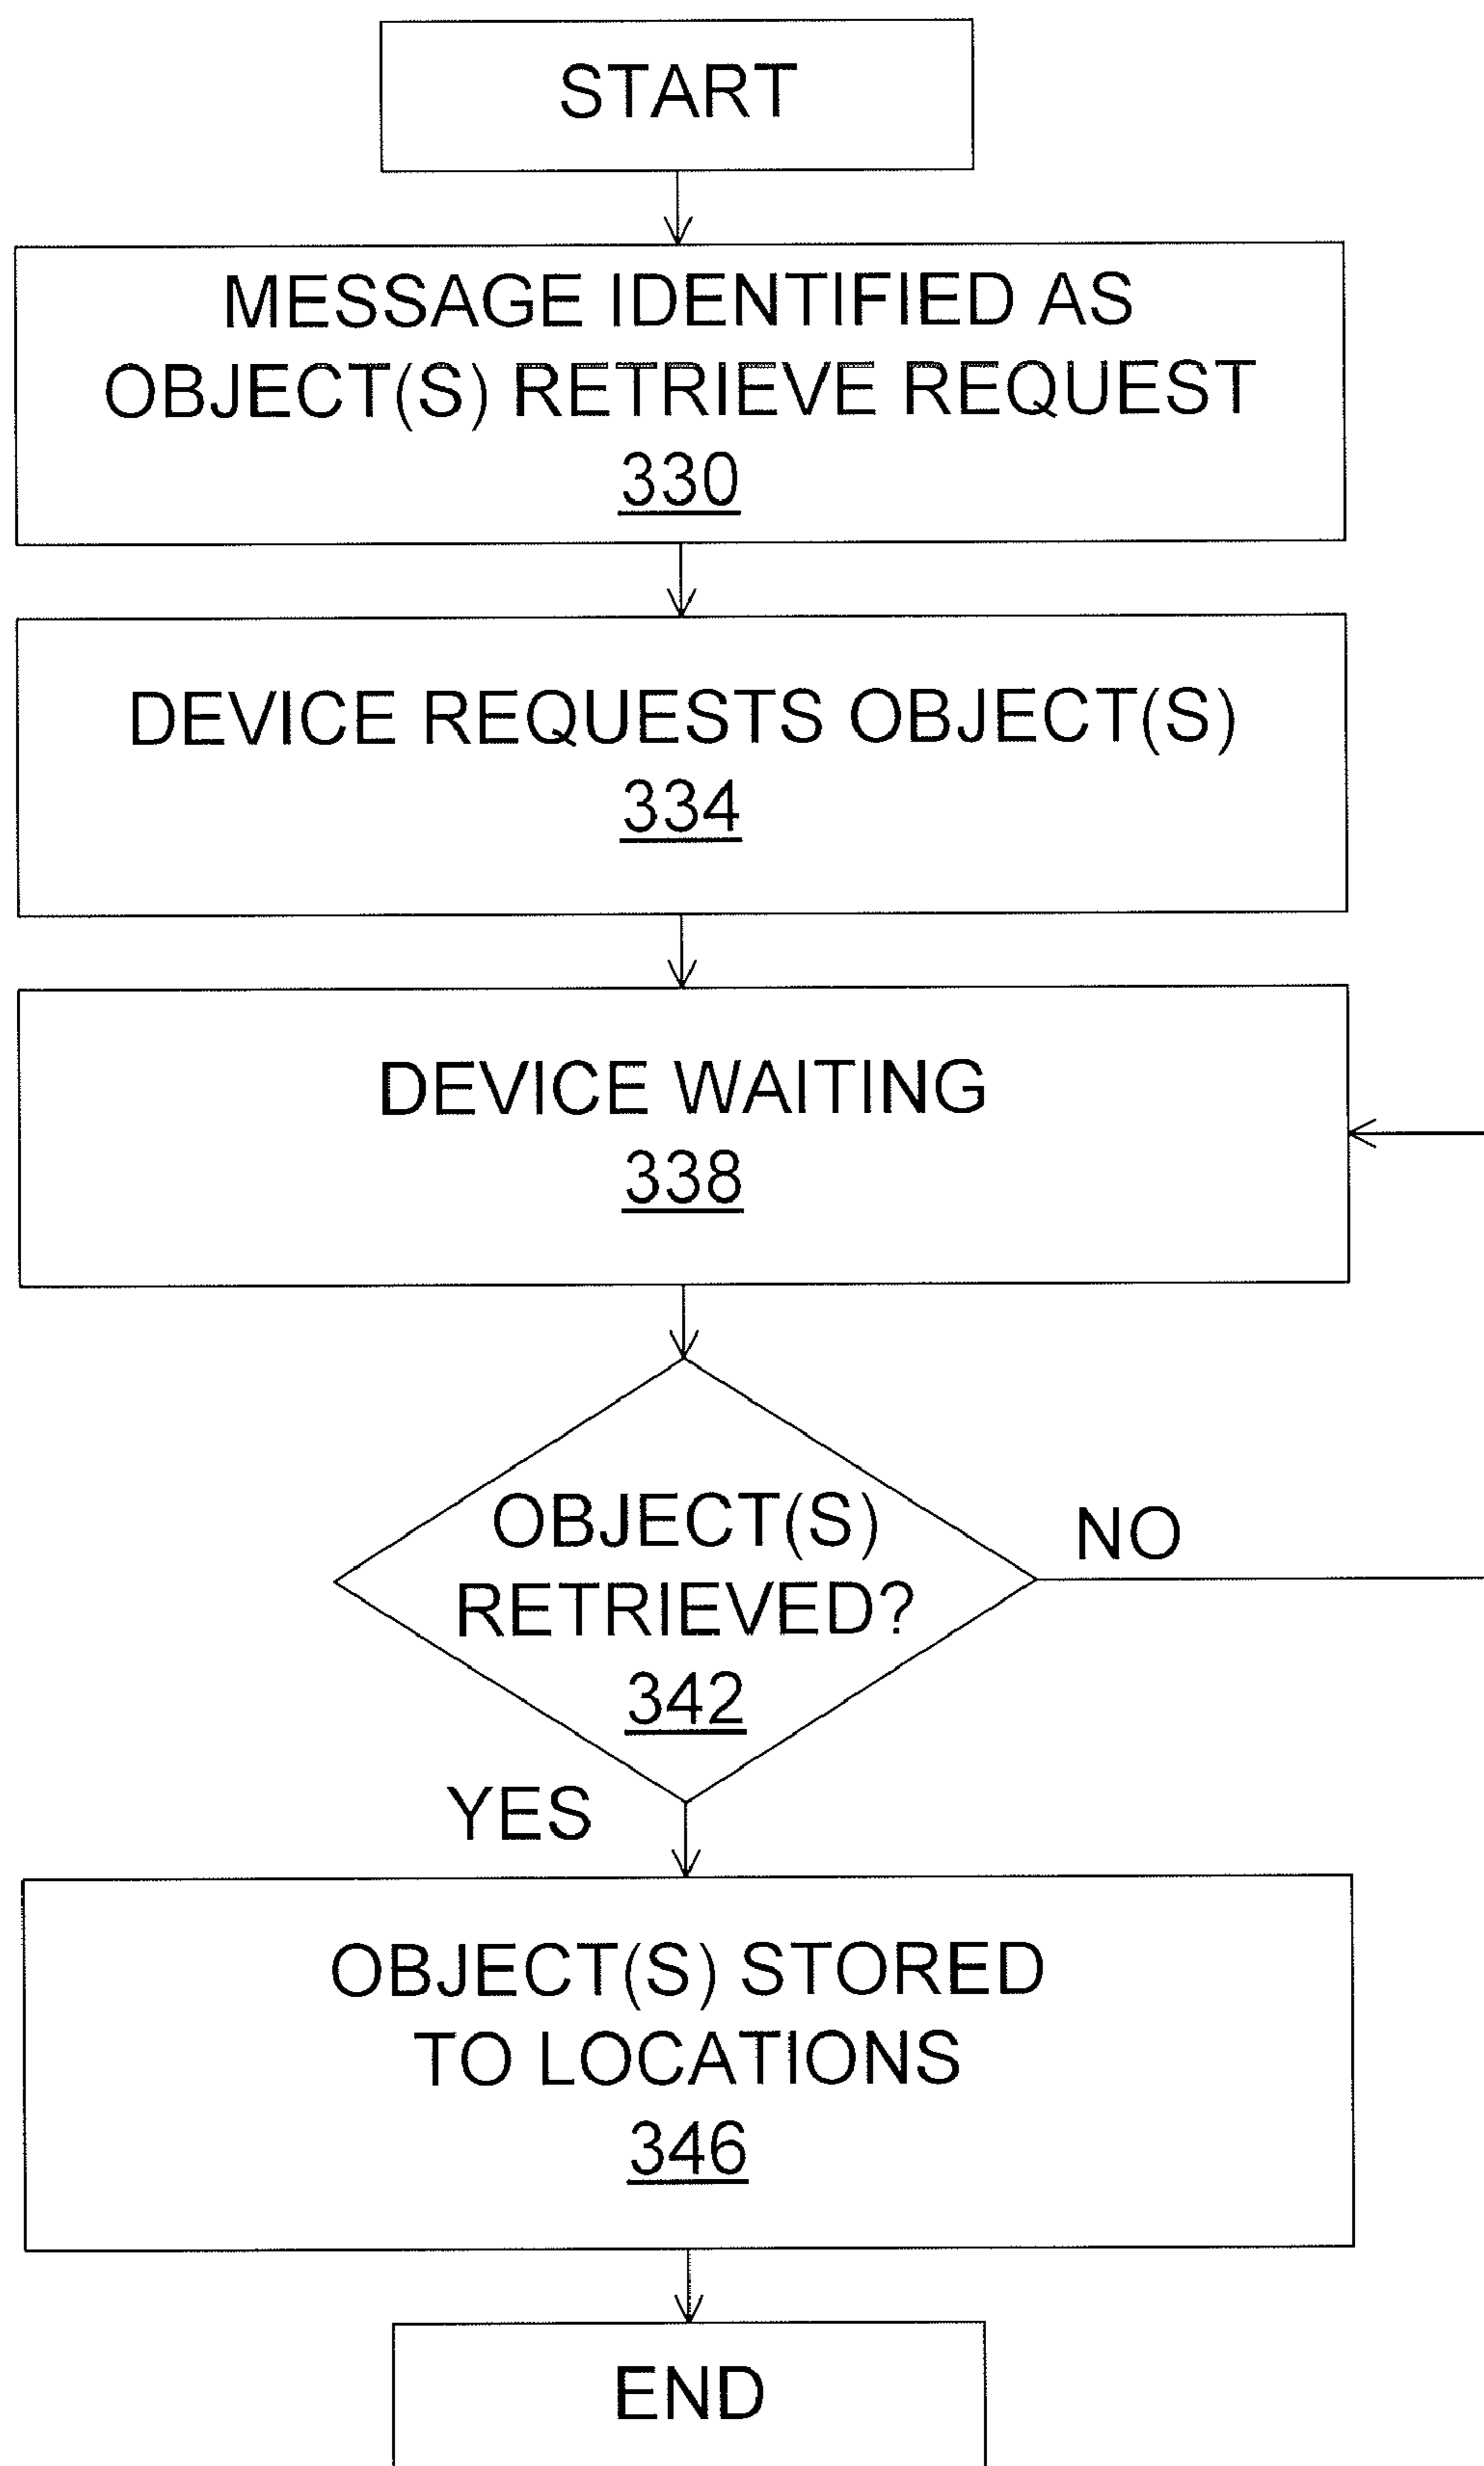 START
MESSAGE IDENTIFIED AS
OBJECT(S) RETRIEVE REQUEST
330
DEVICE REQUESTS OBJECT(S)
334
DEVICE WAITING
338
OBJECT(S)
RETRIEVED?
342
NO
YES
OBJECT(S) STORED
TO LOCATIONS
346
END